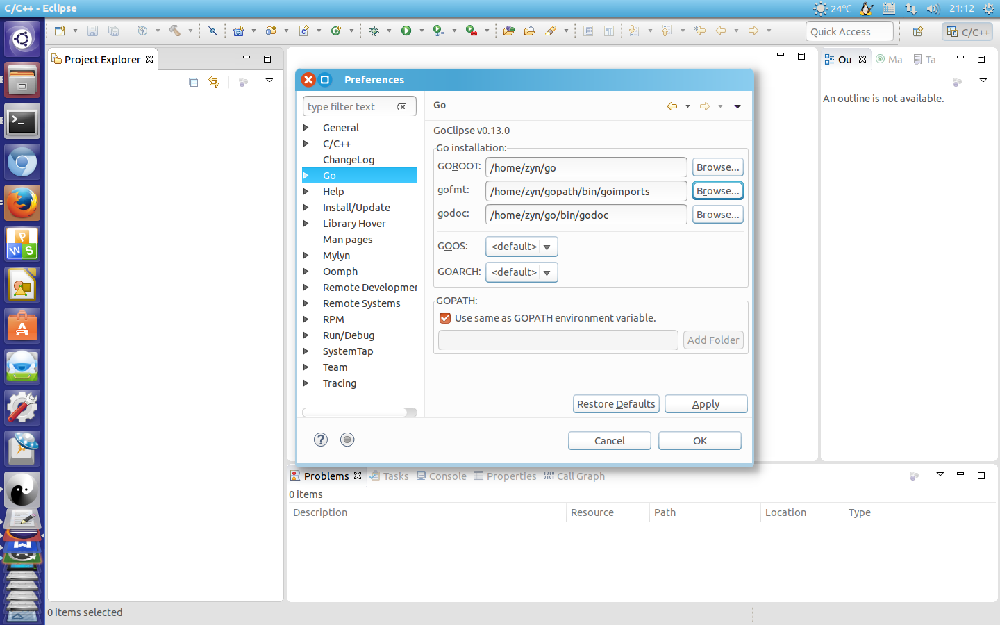 C/C++ - Eclipse
24°C
21:12
Quick Access
C/C++
Project Explorer
Ou
Ma
Ta
An outline is not available.
Preferences
type filter text
General
C/C++
ChangeLog
Go
Help
Install/Update
Library Hover
Man pages
Mylyn
Oomph
Remote Developmer
Remote Systems
RPM
Run/Debug
SystemTap
Team
Tracing
Go
GoClipse v0.13.0
Go installation:
GOROOT: /home/zyn/go Browse...
gofmt: /home/zyn/gopath/bin/goimports Browse...
godoc: /home/zyn/go/bin/godoc Browse...
GOOS: <default>
GOARCH: <default>
GOPATH:
Use same as GOPATH environment variable.
Add Folder
Restore Defaults Apply
Cancel OK
Problems Tasks Console Properties Call Graph
0 items
Description Resource Path Location Type
0 items selected